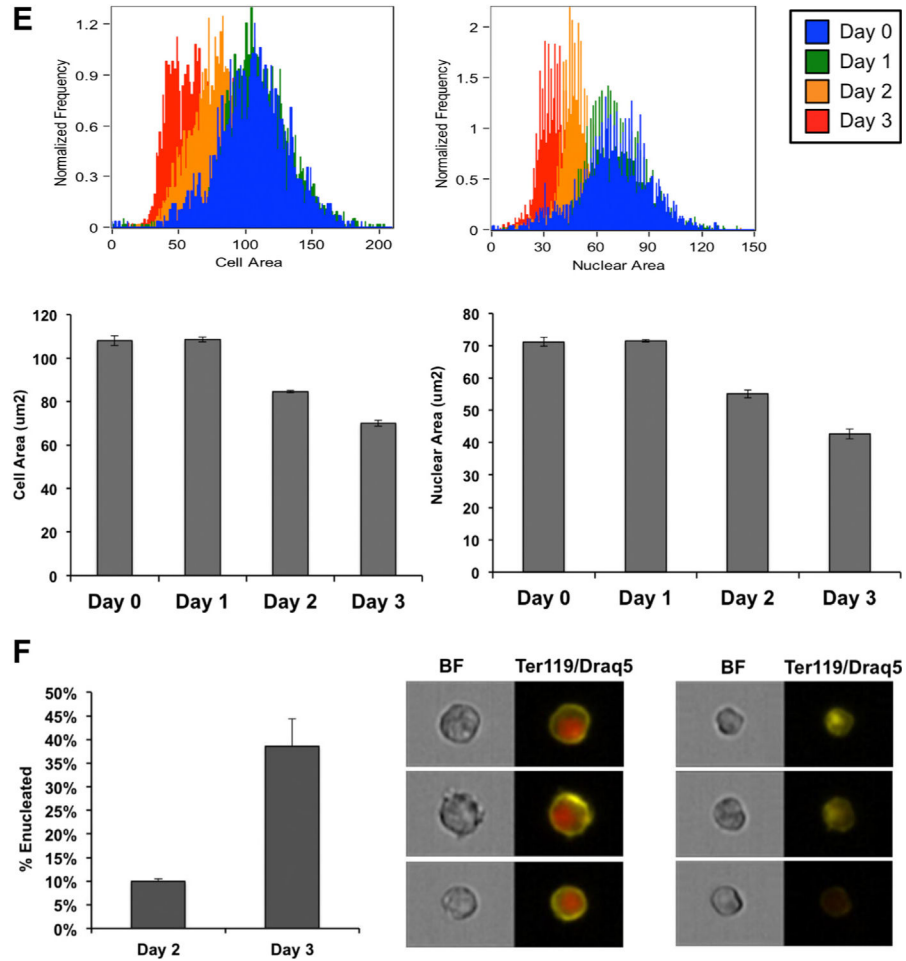 E
Normalized Frequency
1.2
0.9
0.6
0.3
0
0 50 100 150 200
Cell Area
Normalized Frequency
2
1.5
1
0.5
0
0 30 60 90 120 150
Nuclear Area
Day 0
Day 1
Day 2
Day 3
Cell Area (um2)
120
100
80
60
40
20
0
Day 0 Day 1 Day 2 Day 3
Nuclear Area (um2)
80
70
60
50
40
30
20
10
0
Day 0 Day 1 Day 2 Day 3
F
% Enucleated
50%
45%
40%
35%
30%
25%
20%
15%
10%
5%
0%
Day 2 Day 3
BF Ter119/Draq5
BF Ter119/Draq5